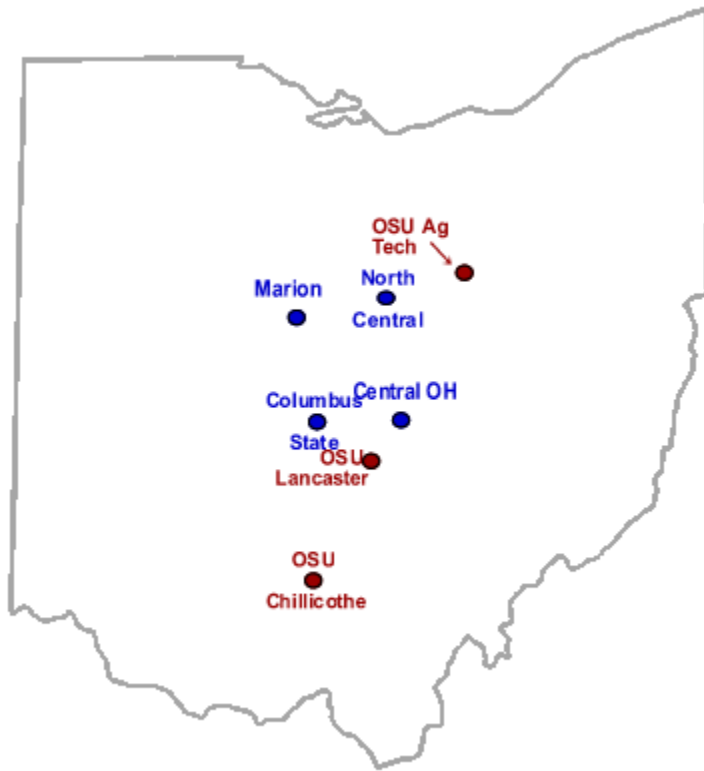 OSU Ag
Tech
North
Marion
Central
Central OH
Columbus
State
OSU
Lancaster
OSU
Chillicothe